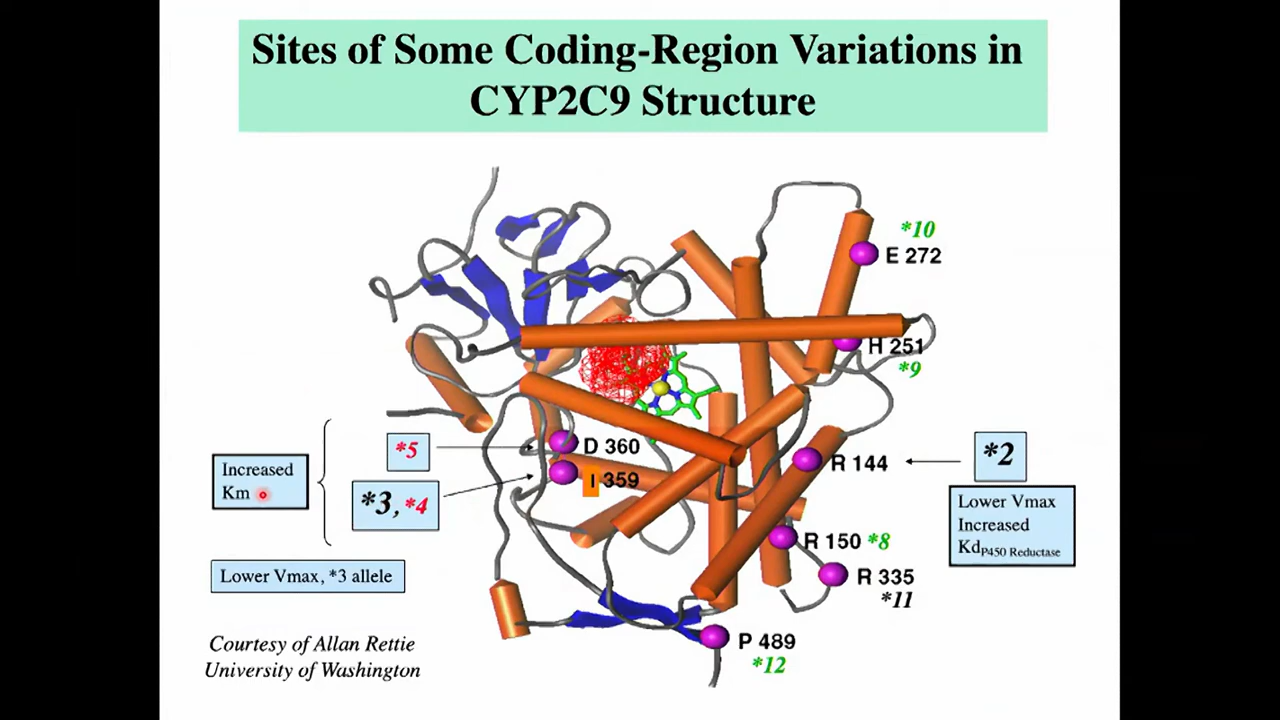 Sites of Some Coding-Region Variations in
CYP2C9 Structure
*10
E 272
H 251
*9
*5
D 360
*3, *4
I 359
Increased
Km
Lower Vmax, *3 allele
R 144
*2
Lower Vmax
Increased
KdP450 Reductase
R 150 *8
R 335
*11
P 489
*12
Courtesy of Allan Rettie
University of Washington